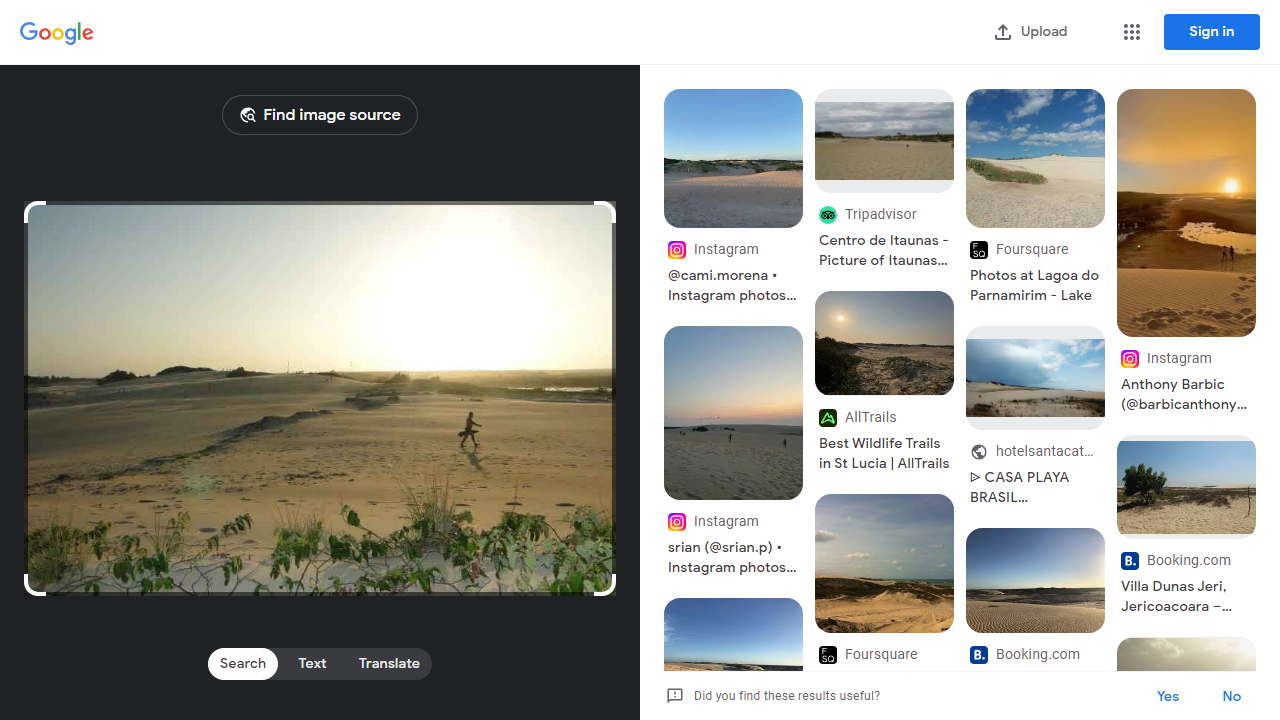 Google
Upload
Sign in
Find image source
Search
Text
Translate
Instagram
@cami.morena •
Instagram photos…
Instagram
srian (@srian.p) •
Instagram photos…
Tripadvisor
Centro de Itaunas -
Picture of Itaunas…
AllTrails
Best Wildlife Trails
in St Lucia | AllTrails
FSQ
Foursquare
FSQ
Foursquare
Photos at Lagoa do
Parnamirim - Lake
hotelsantacat…
ᐅ CASA PLAYA
BRASIL…
B.
Booking.com
Instagram
Anthony Barbic
(@barbicanthony…
B.
Booking.com
Villa Dunas Jeri,
Jericoacoara –…
Did you find these results useful?
Yes
No